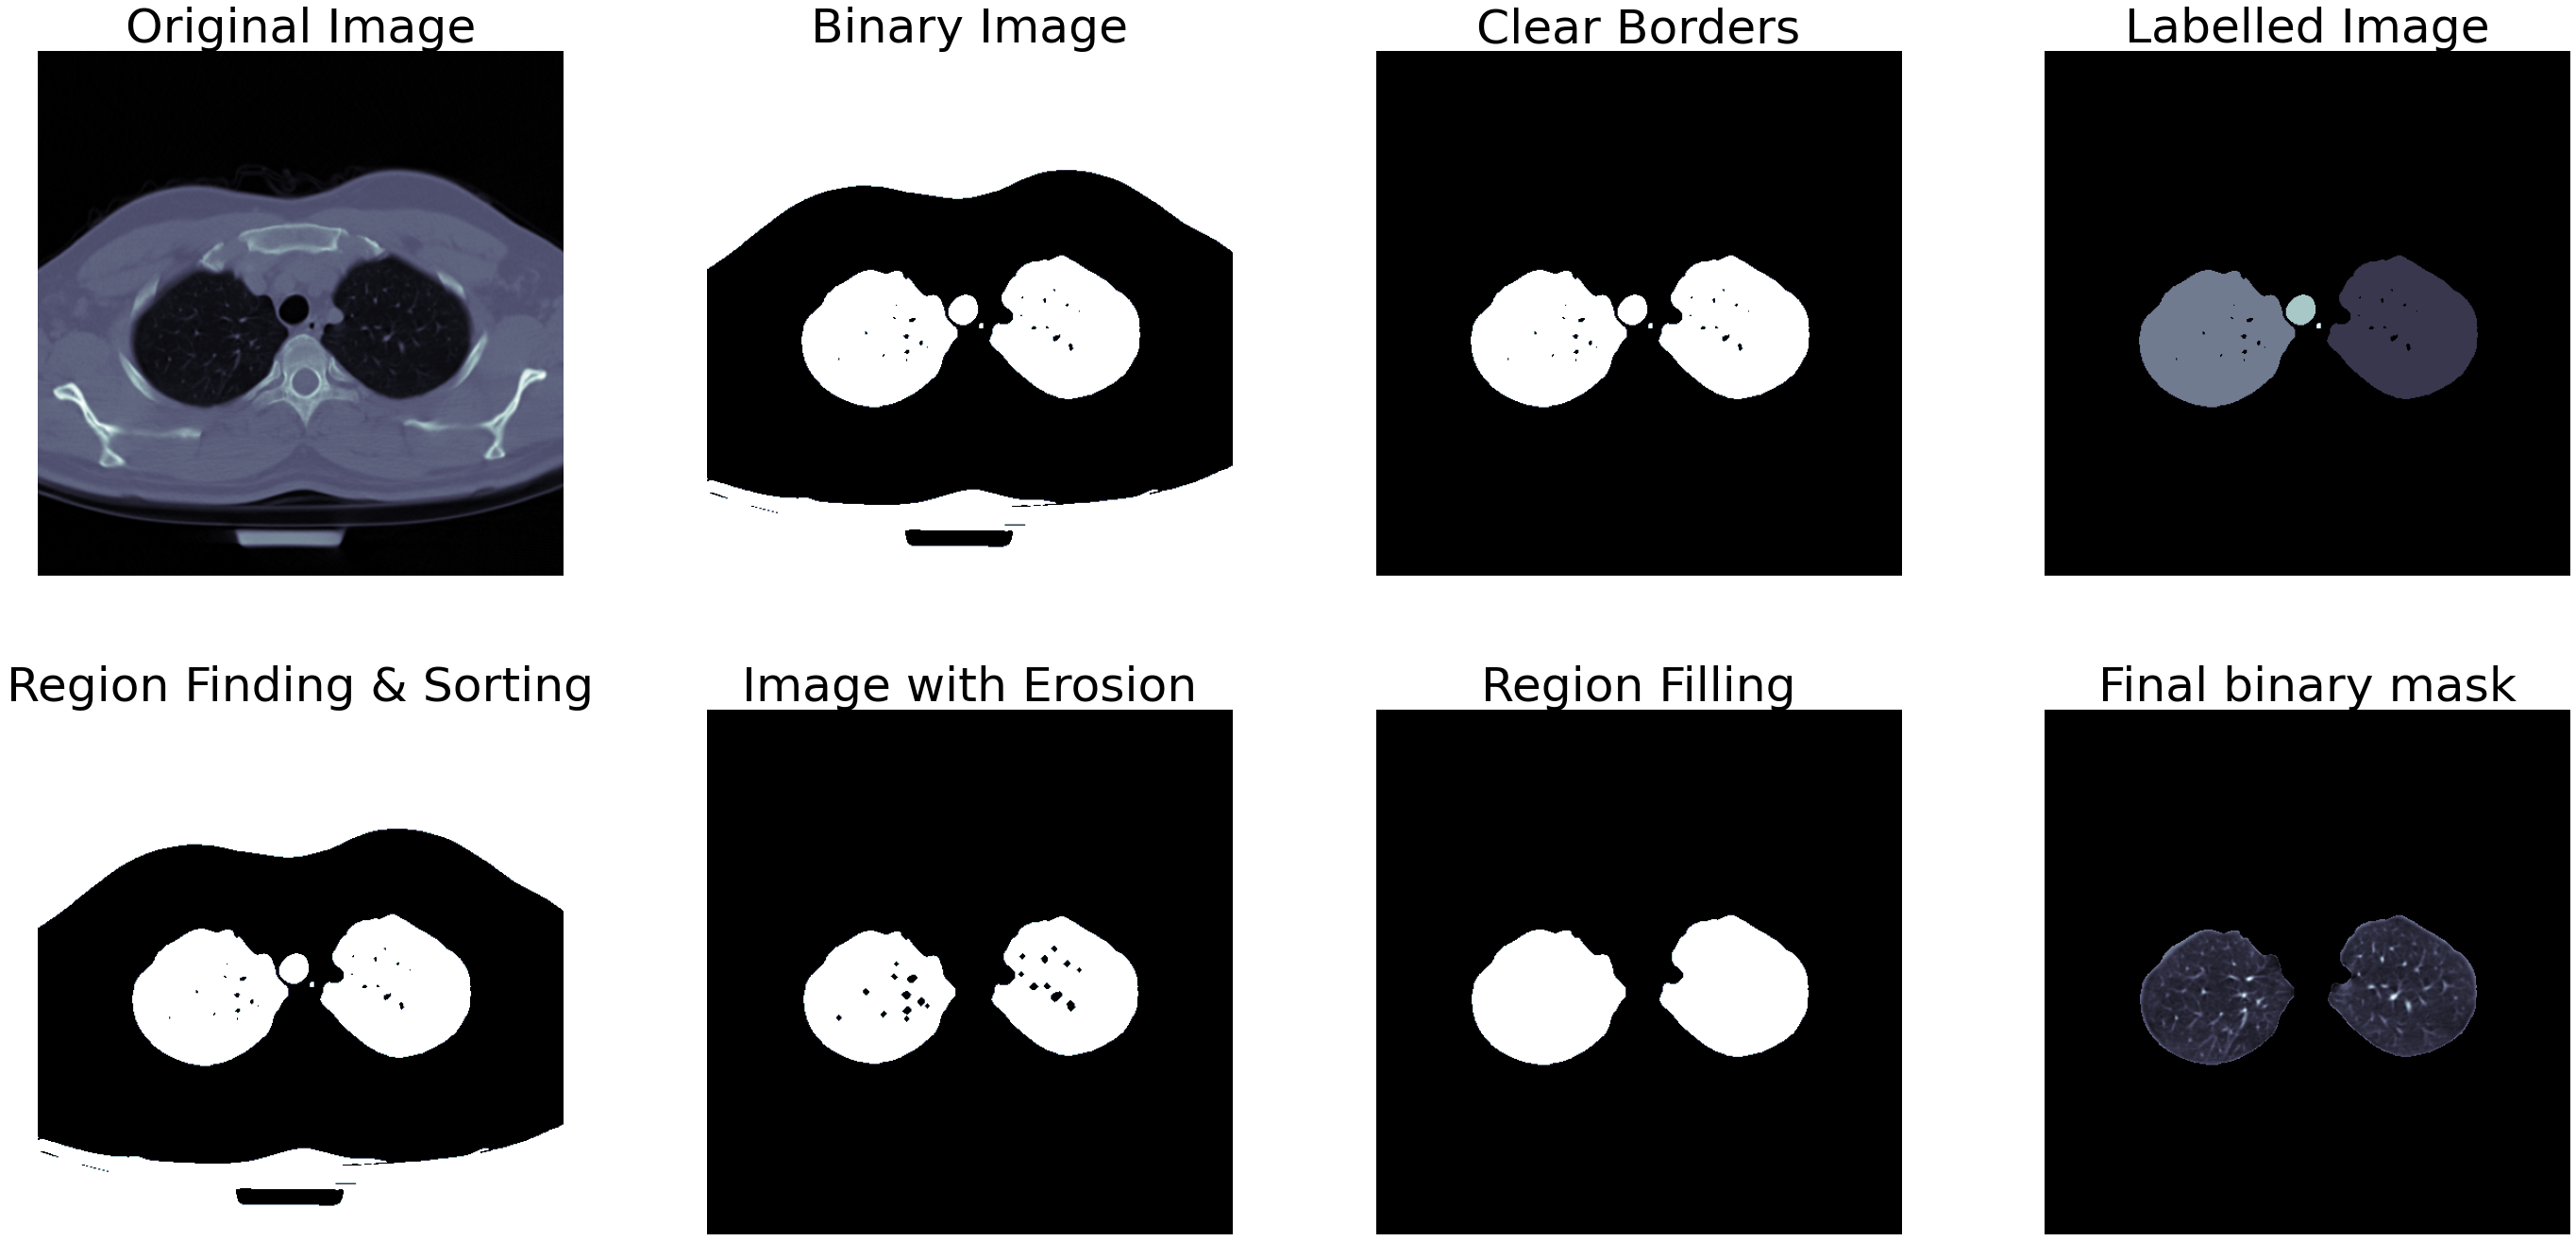 Original Image
Binary Image
Clear Borders
Labelled Image
Region Finding & Sorting
Image with Erosion
Region Filling
Final binary mask